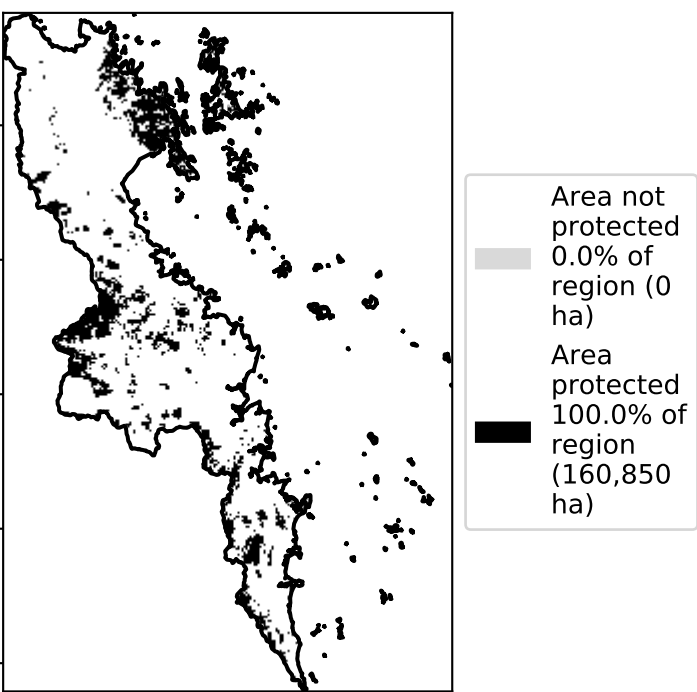 Area not
protected
0.0% of
region (0
ha)
Area
protected
100.0% of
region
(160,850
ha)